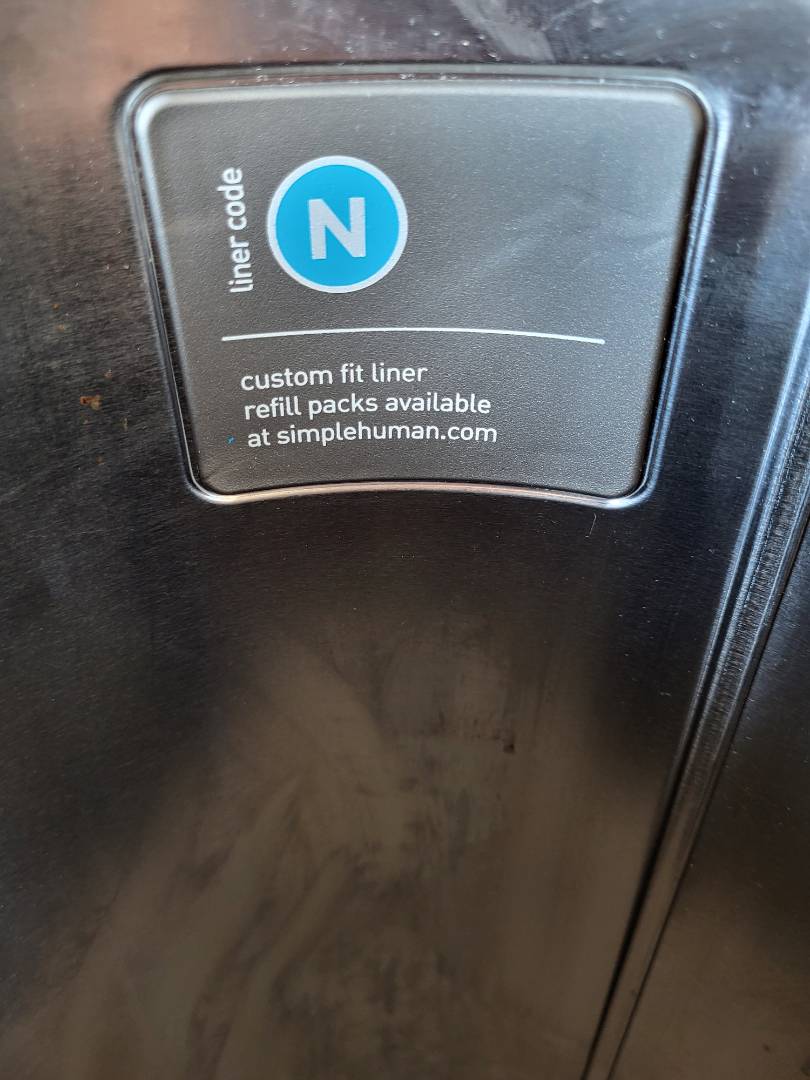 liner code
N
custom fit liner
refill packs available
at simplehuman.com